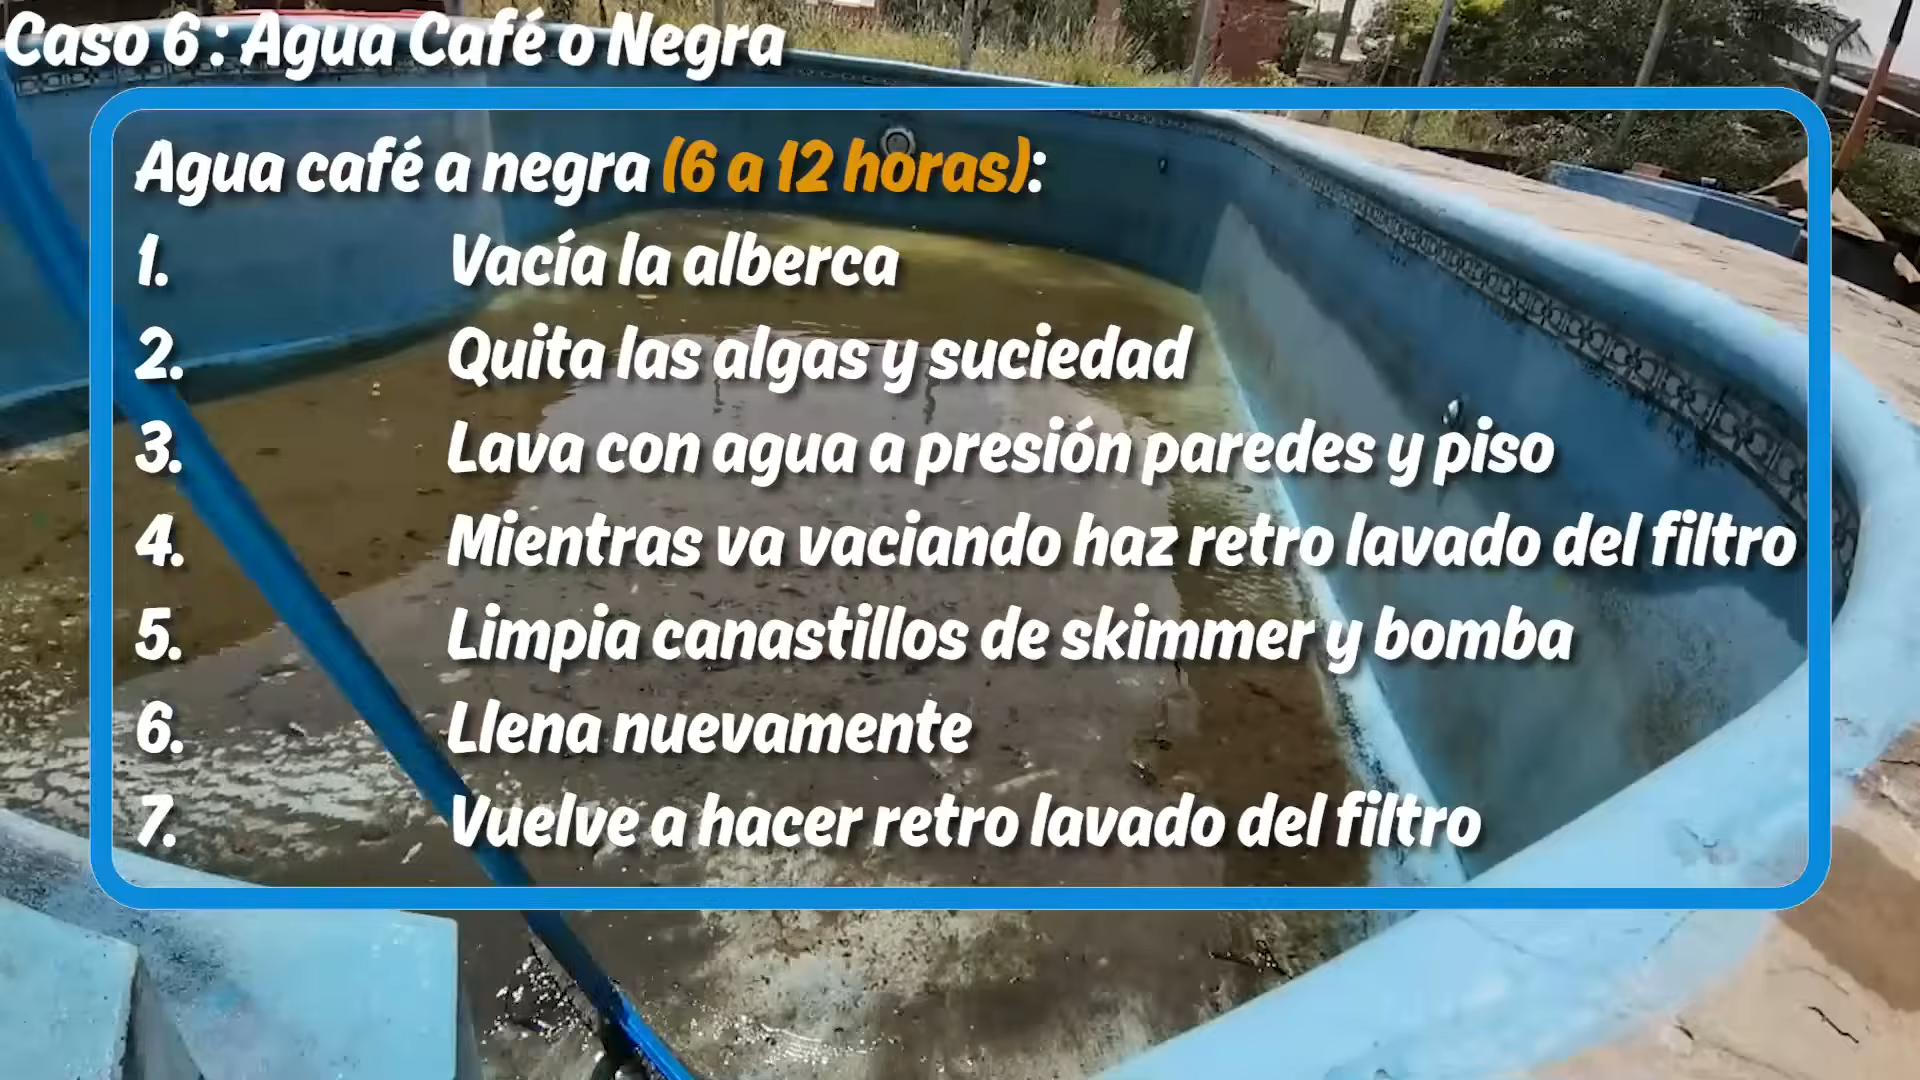 Caso 6 : Agua Café o Negra
Agua café a negra (6 a 12 horas):
1. Vacía la alberca
2. Quita las algas y suciedad
3. Lava con agua a presión paredes y piso
4. Mientras va vaciando haz retro lavado del filtro
5. Limpia canastillos de skimmer y bomba
6. Llena nuevamente
7. Vuelve a hacer retro lavado del filtro